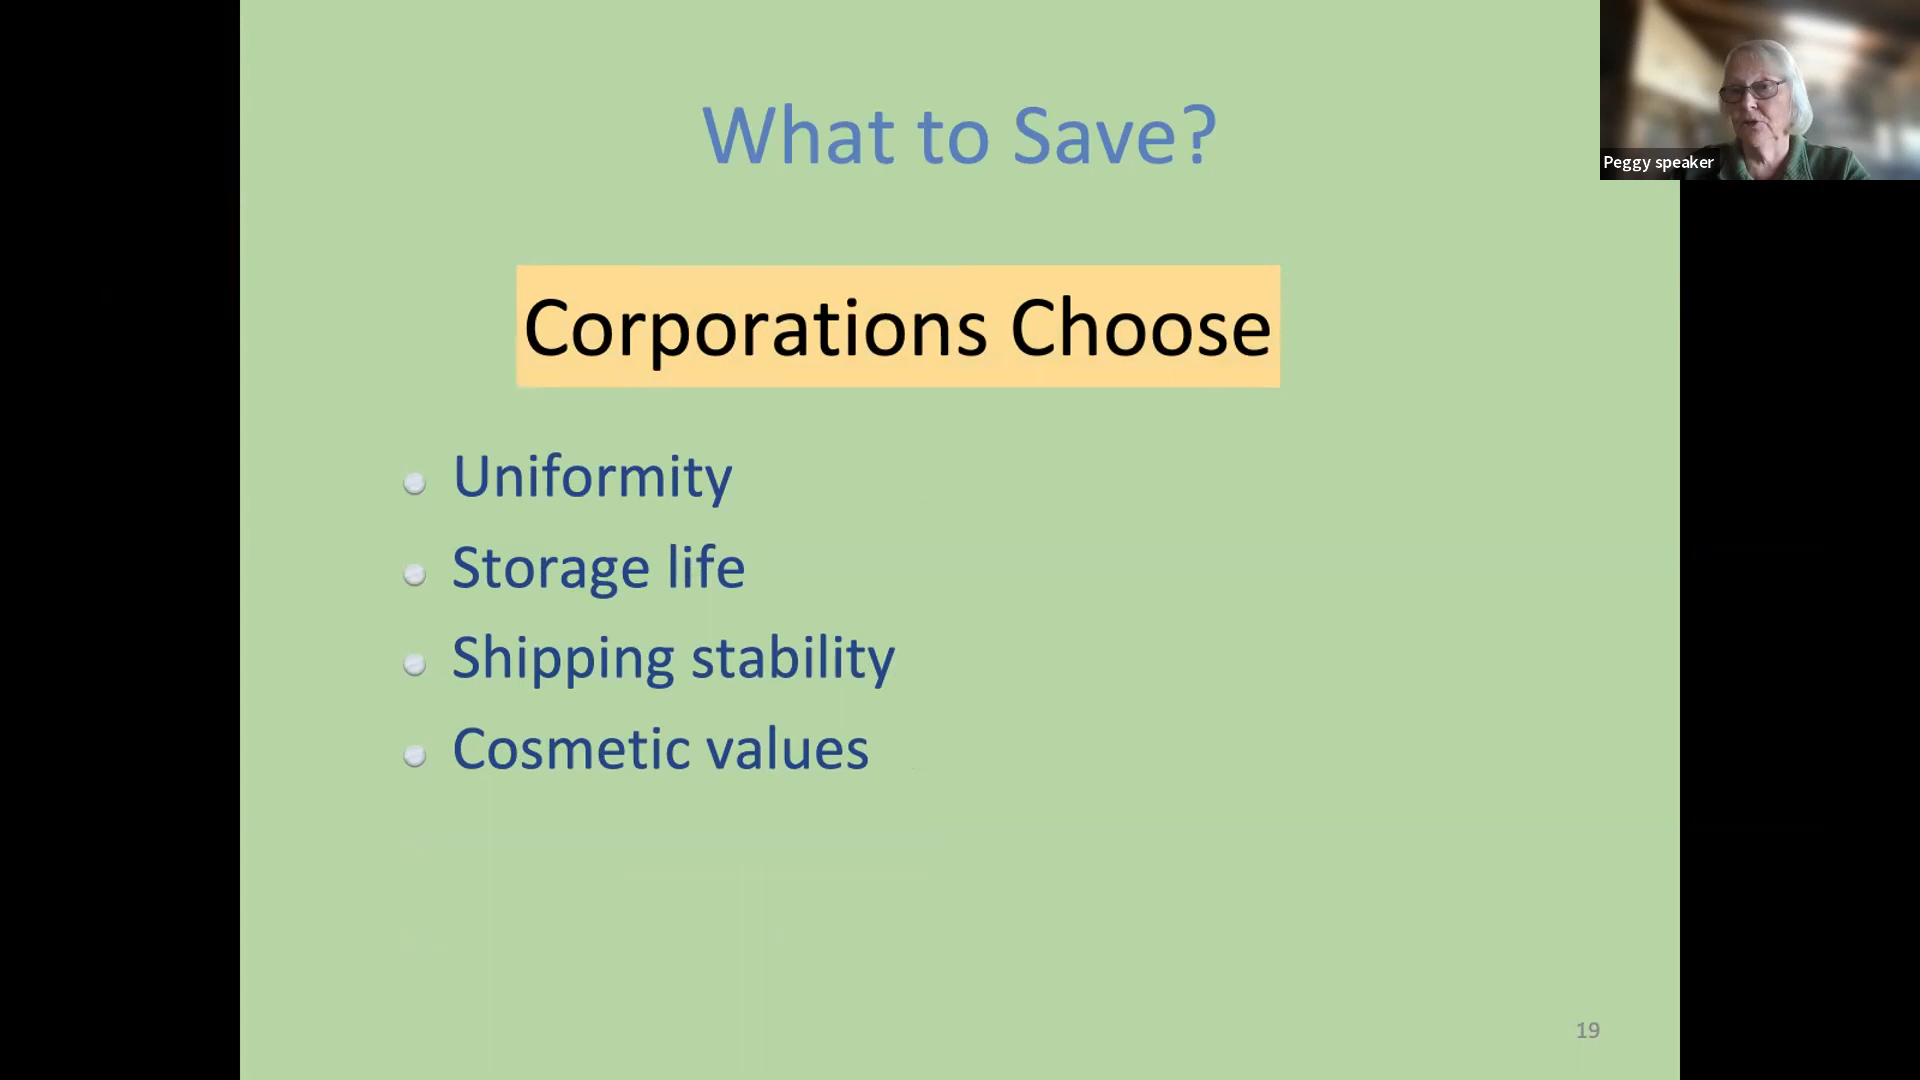 What to Save?
Peggy speaker
Corporations Choose
Uniformity
Storage life
Shipping stability
Cosmetic values
19